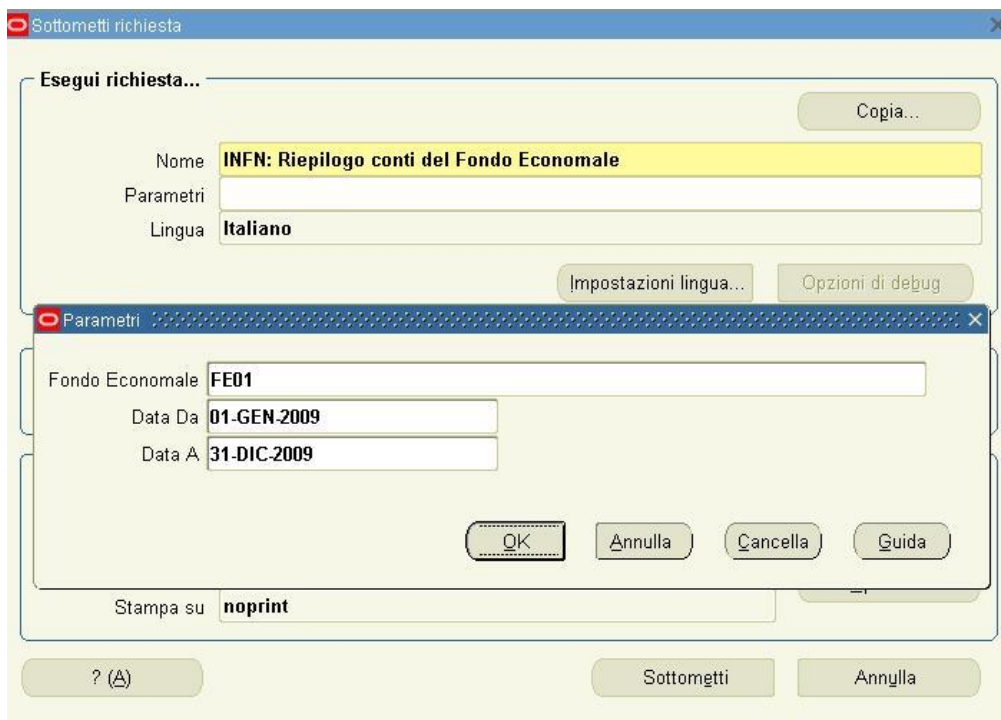 Sottometti richiesta
Esegui richiesta...
Copia...
Nome INFN: Riepilogo conti del Fondo Economale
Parametri
Lingua Italiano
Impostazioni lingua... Opzioni di debug
Parametri
Fondo Economale FE01
Data Da 01-GEN-2009
Data A 31-DIC-2009
OK Annulla Cancella Guida
Stampa su noprint
? (A) Sottometti Annulla